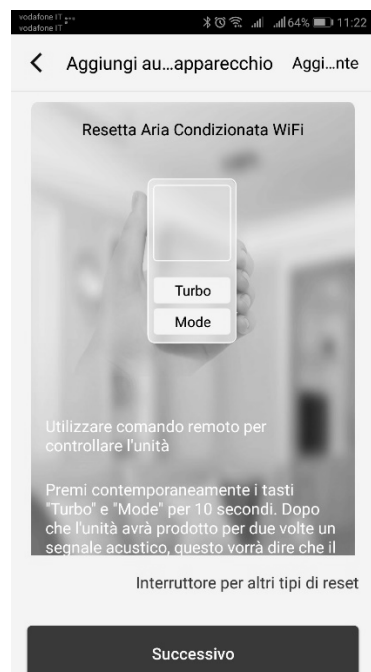 vodafone IT
vodafone IT
64% 11:22
Aggiungi au...apparecchio Aggi...nte
Resetta Aria Condizionata WiFi
Turbo
Mode
Utilizzare comando remoto per
controllare l'unità
Premi contemporaneamente i tasti
"Turbo" e "Mode" per 10 secondi. Dopo
che l'unità avrà prodotto per due volte un
segnale acustico, questo vorrà dire che il
Interruttore per altri tipi di reset
Successivo